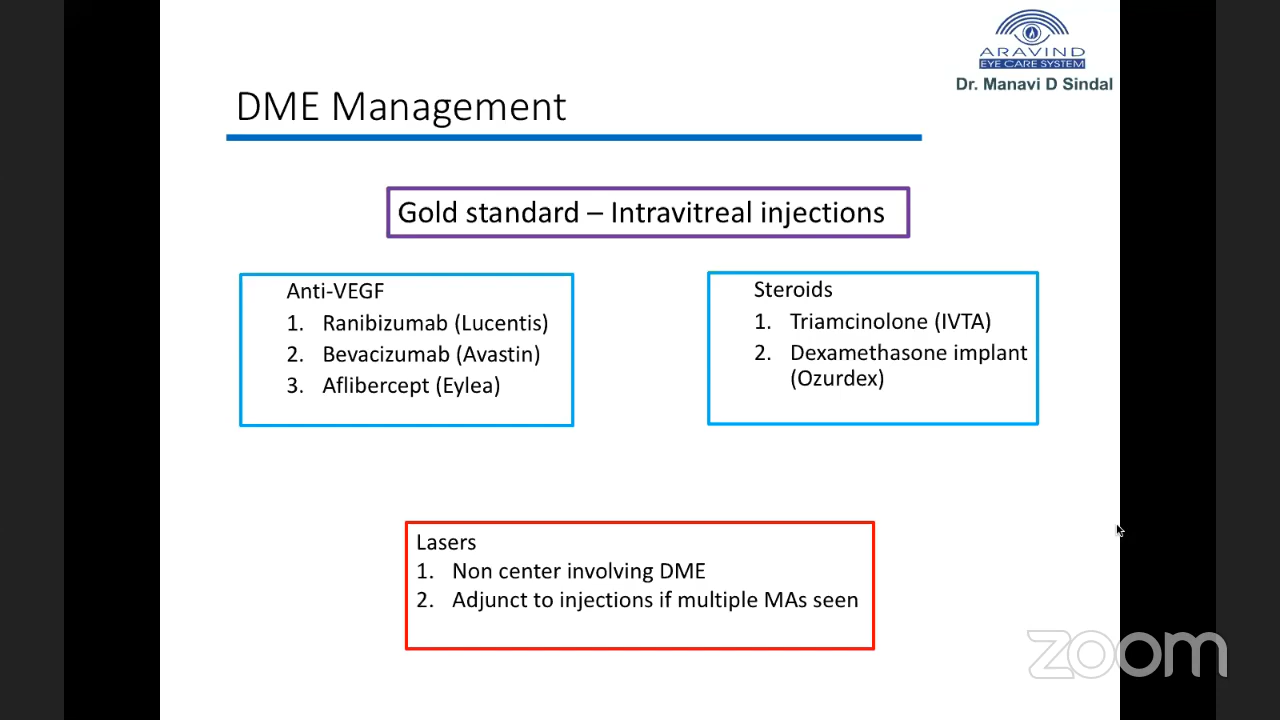 ARAVIND
EYE CARE SYSTEM
Dr. Manavi D Sindal
DME Management
Gold standard – Intravitreal injections
Anti-VEGF
1. Ranibizumab (Lucentis)
2. Bevacizumab (Avastin)
3. Aflibercept (Eylea)
Steroids
1. Triamcinolone (IVTA)
2. Dexamethasone implant
(Ozurdex)
Lasers
1. Non center involving DME
2. Adjunct to injections if multiple MAs seen
zoom